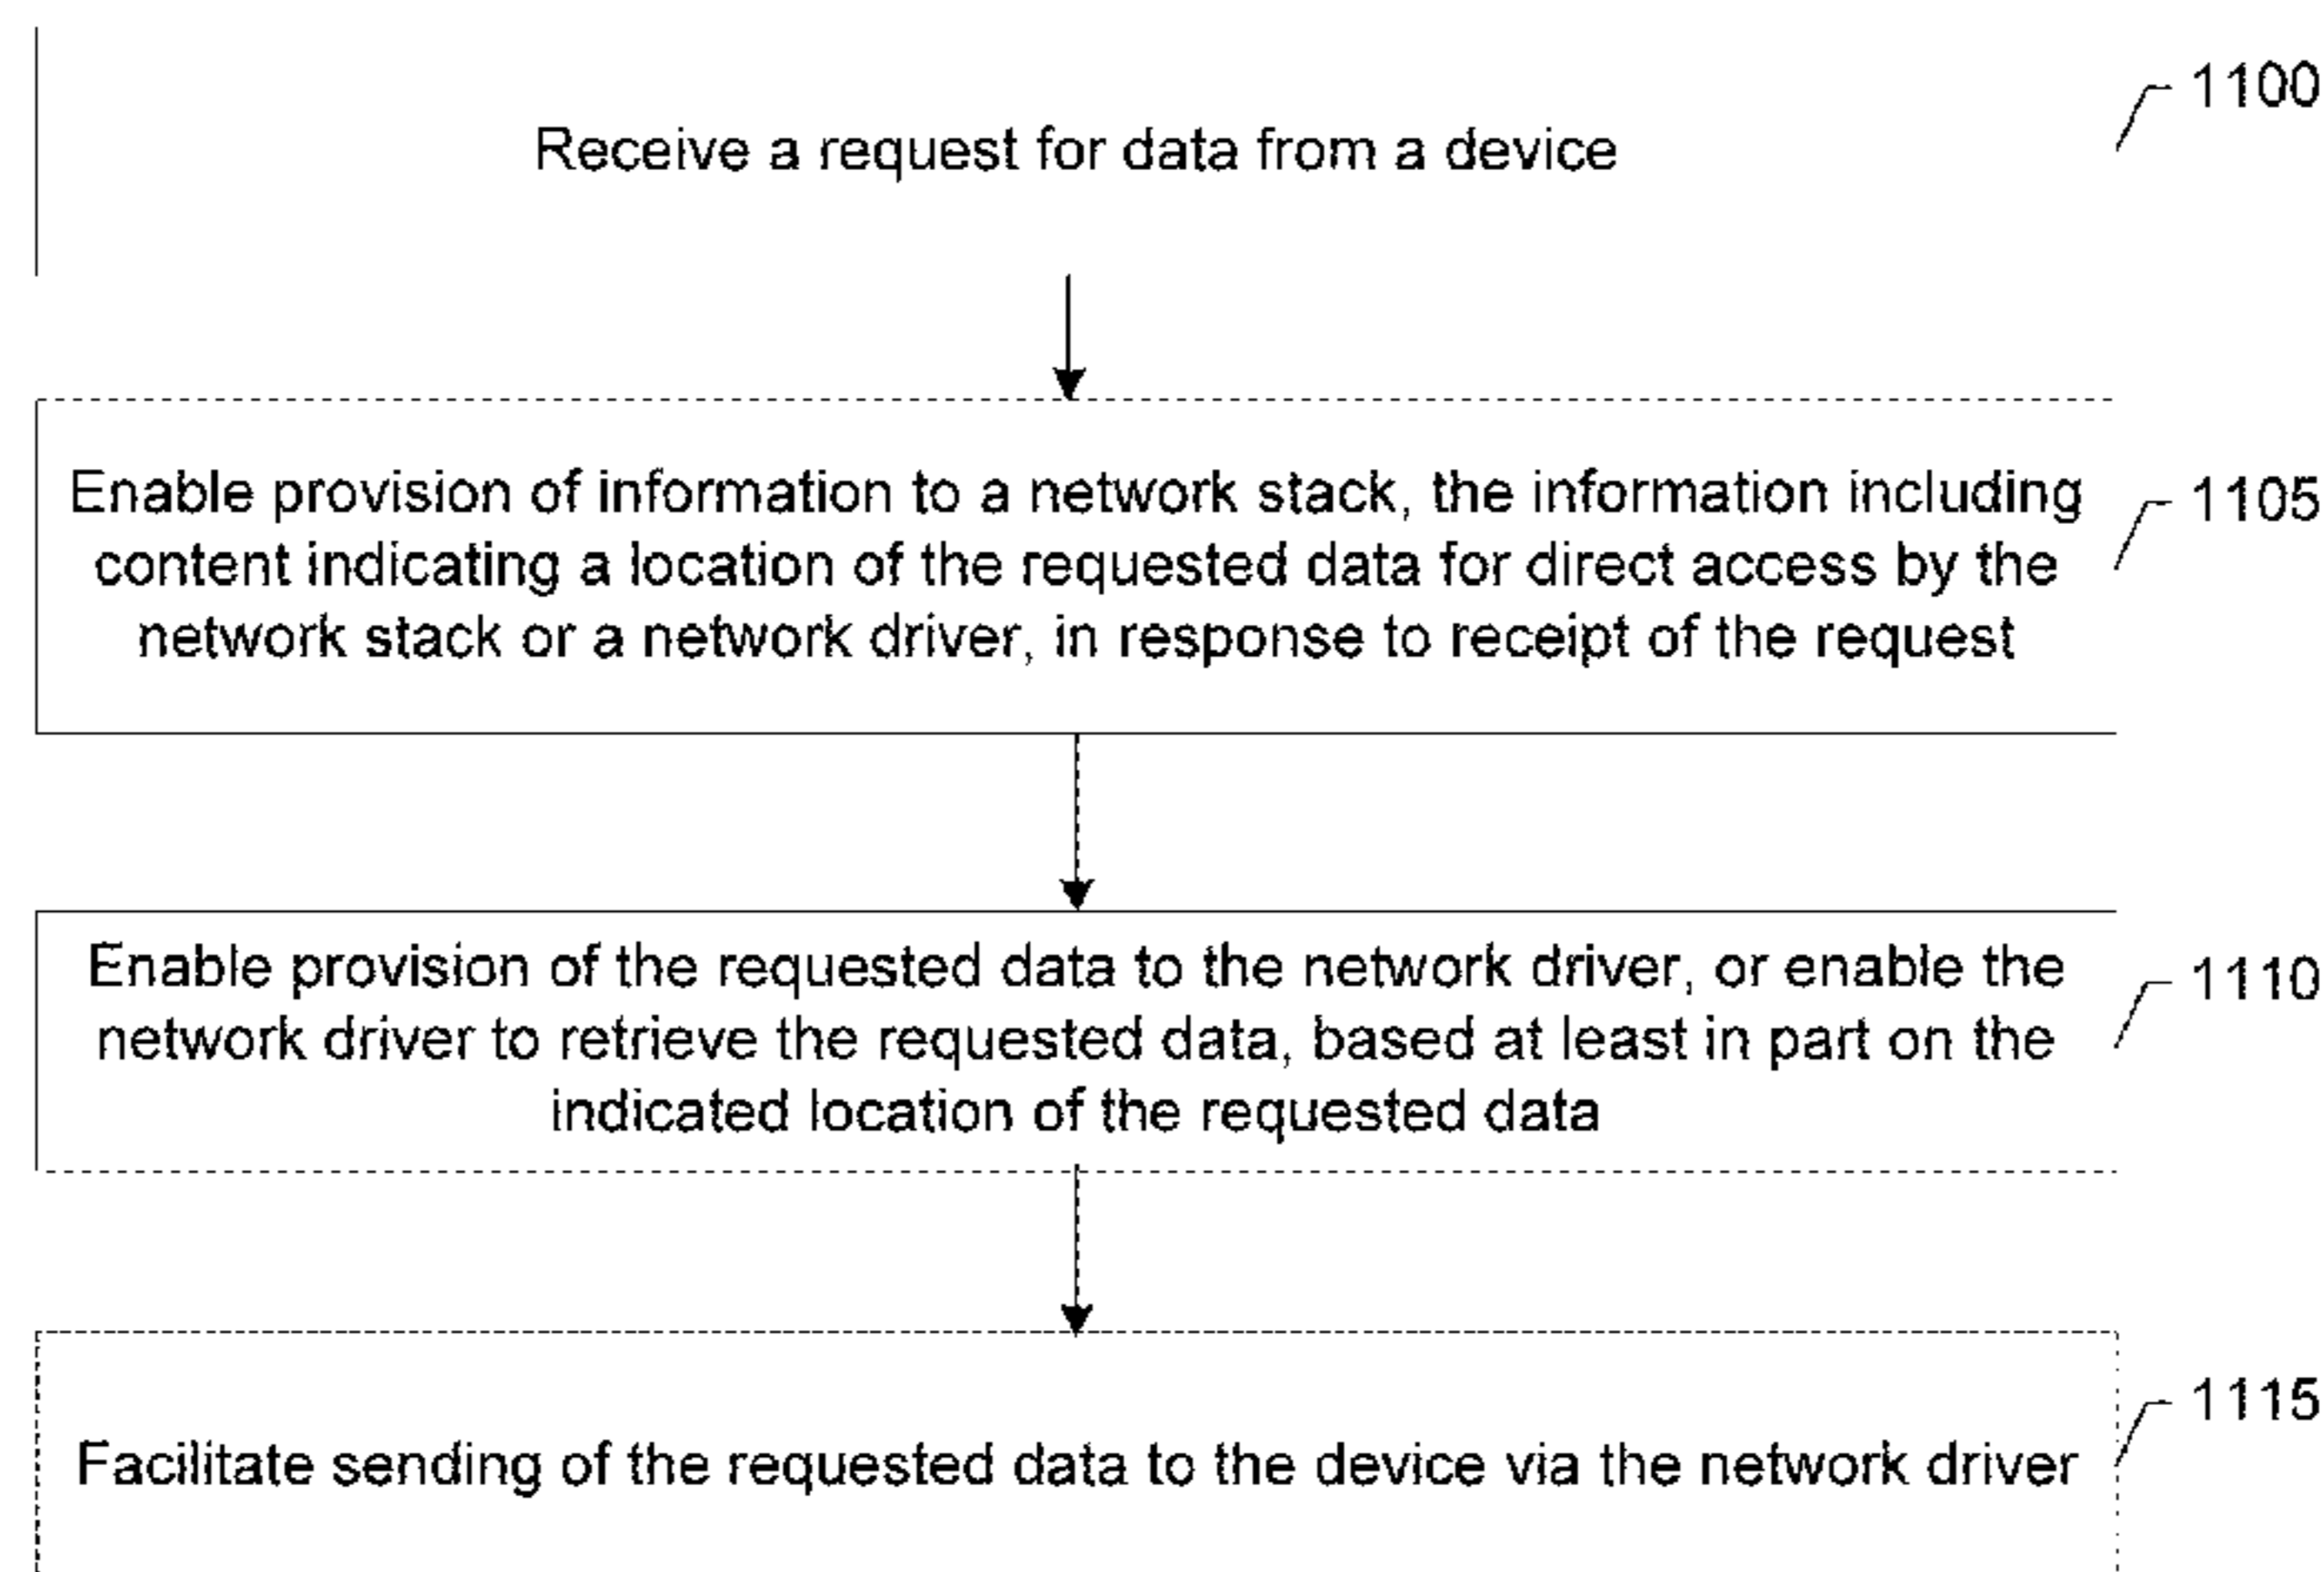 1100
Receive a request for data from a device
Enable provision of information to a network stack, the information including
1105
content indicating a location of the requested data for direct access by the
network stack or a network driver, in response to receipt of the request
Enable provision of the requested data to the network driver, or enable the
1110
network driver to retrieve the requested data, based at least in part on the
indicated location of the requested data
1115
Facilitate sending of the requested data to the device via the network driver